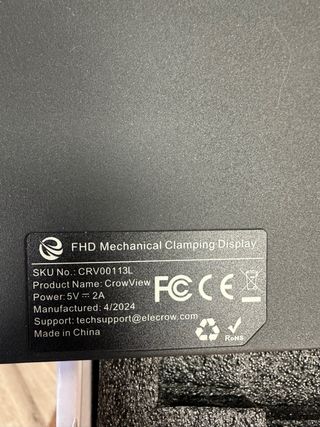 FHD Mechanical Clamping Display
SKU No.: CRV00113L
Product Name: CrowView
Power: 5V ⎓ 2A
Manufactured: 4/2024
Support: techsupport@elecrow.com
Made in China
FC CE
RoHS